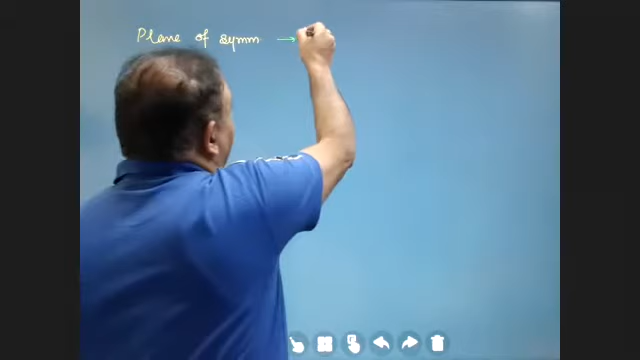 Plane of symm →